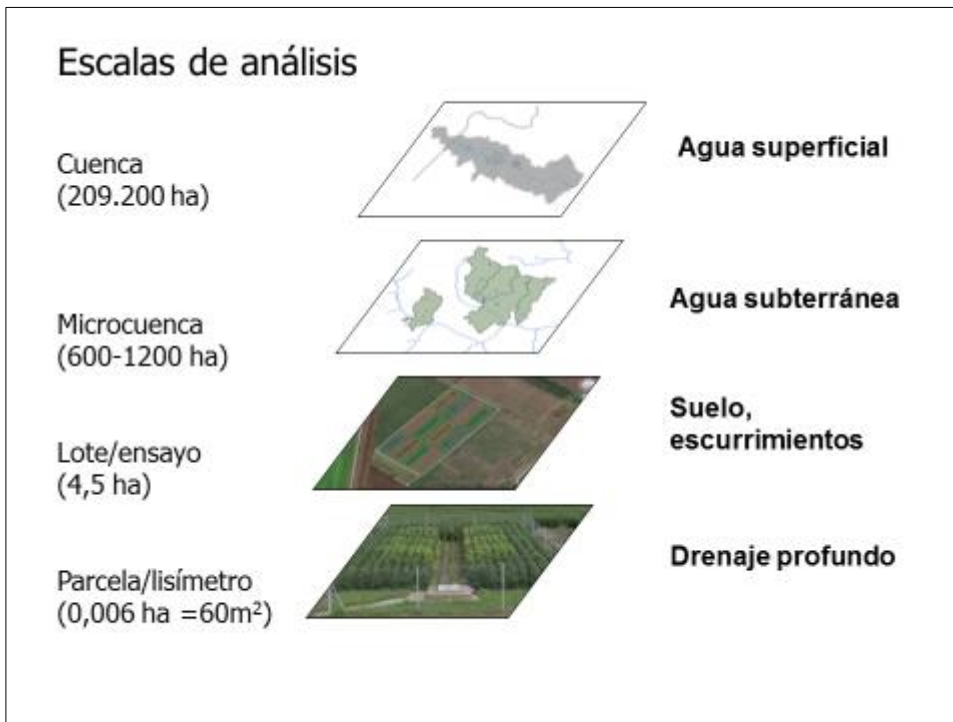 Escalas de análisis
Cuenca
(209.200 ha)
Agua superficial
Microcuenca
(600-1200 ha)
Agua subterránea
Lote/ensayo
(4,5 ha)
Suelo,
escurrimientos
Parcela/lisímetro
(0,006 ha =60m²)
Drenaje profundo